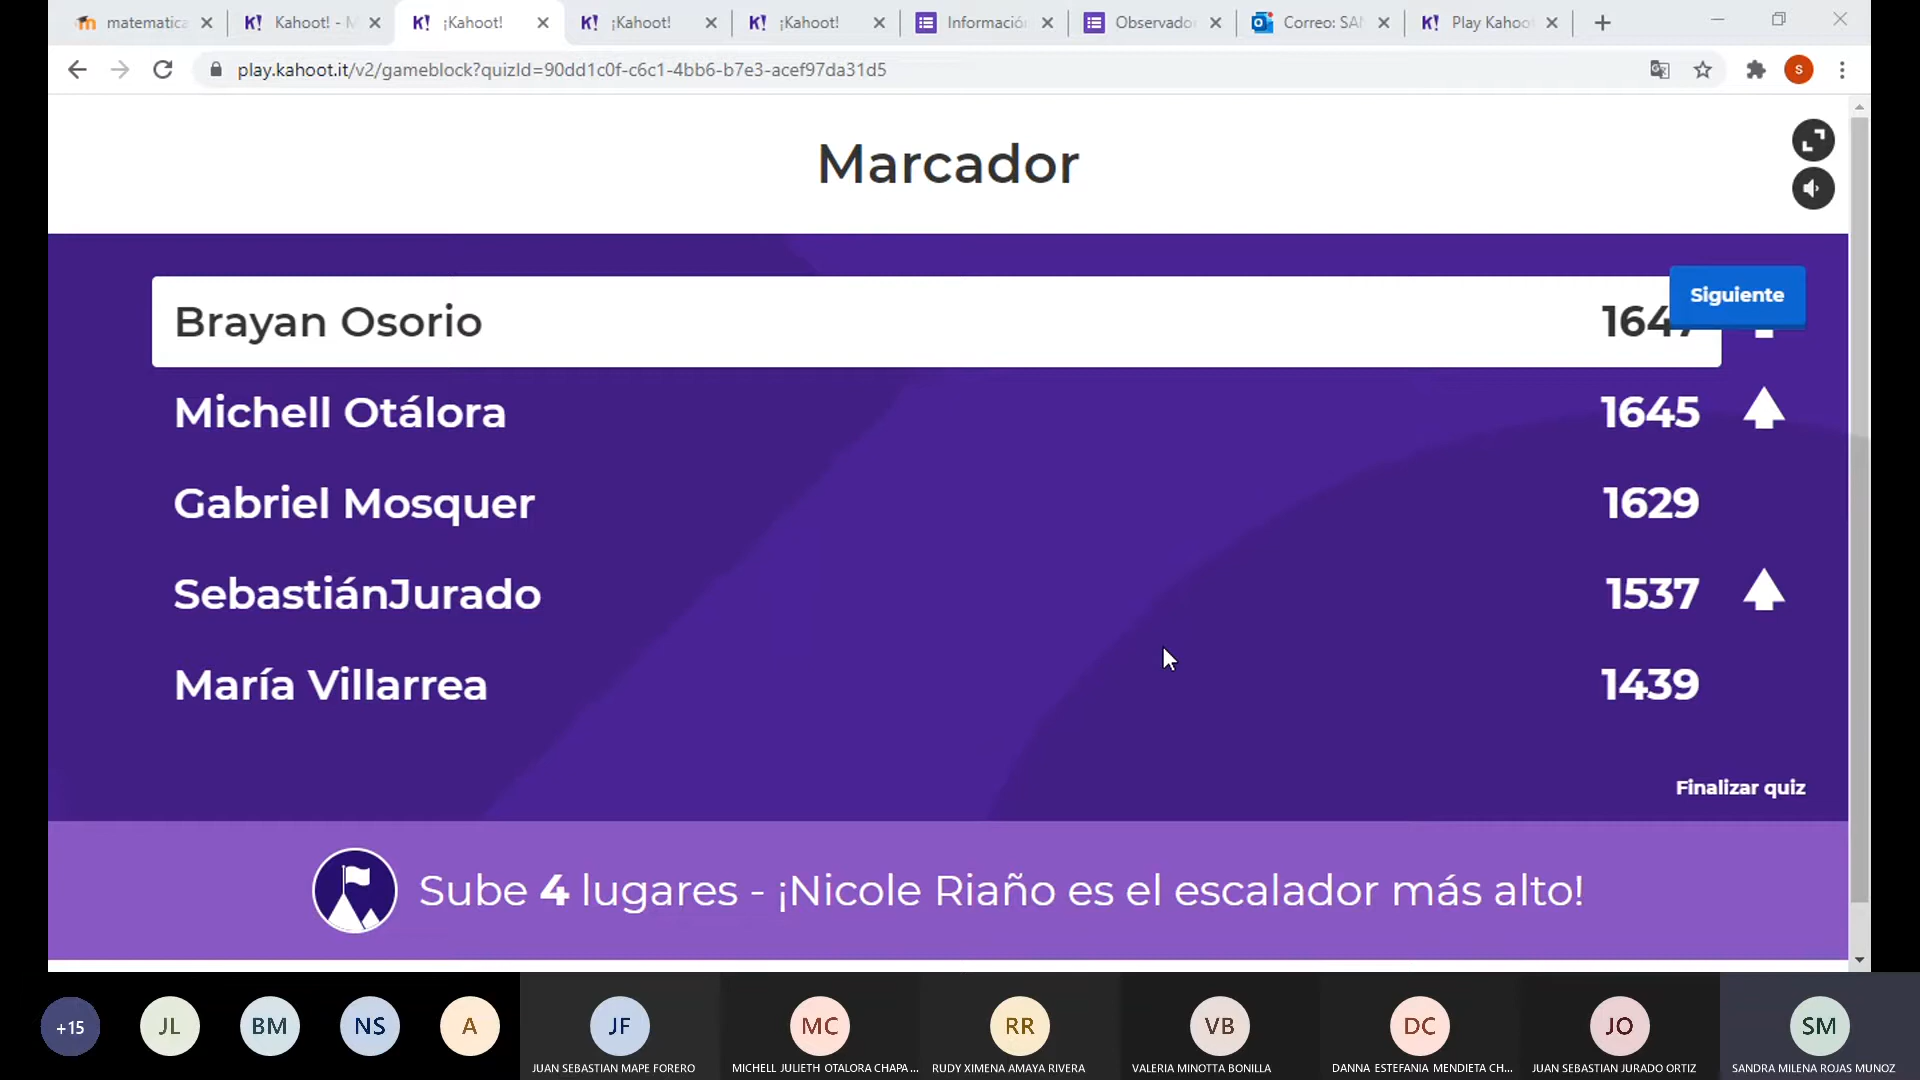 matematica
Kahoot! - M
¡Kahoot!
¡Kahoot!
¡Kahoot!
Informació
Observador
Correo: SAN
Play Kahoot
play.kahoot.it/v2/gameblock?quizId=90dd1c0f-c6c1-4bb6-b7e3-acef97da31d5
S
Marcador
Siguiente
Brayan Osorio 1647
Michell Otálora 1645
Gabriel Mosquer 1629
SebastiánJurado 1537
María Villarrea 1439
Finalizar quiz
Sube 4 lugares - ¡Nicole Riaño es el escalador más alto!
+15 JL BM NS A JF MC RR VB DC JO SM
JUAN SEBASTIAN MAPE FORERO
MICHELL JULIETH OTALORA CHAPA ...
RUDY XIMENA AMAYA RIVERA
VALERIA MINOTTA BONILLA
DANNA ESTEFANIA MENDIETA CH...
JUAN SEBASTIAN JURADO ORTIZ
SANDRA MILENA ROJAS MUNOZ